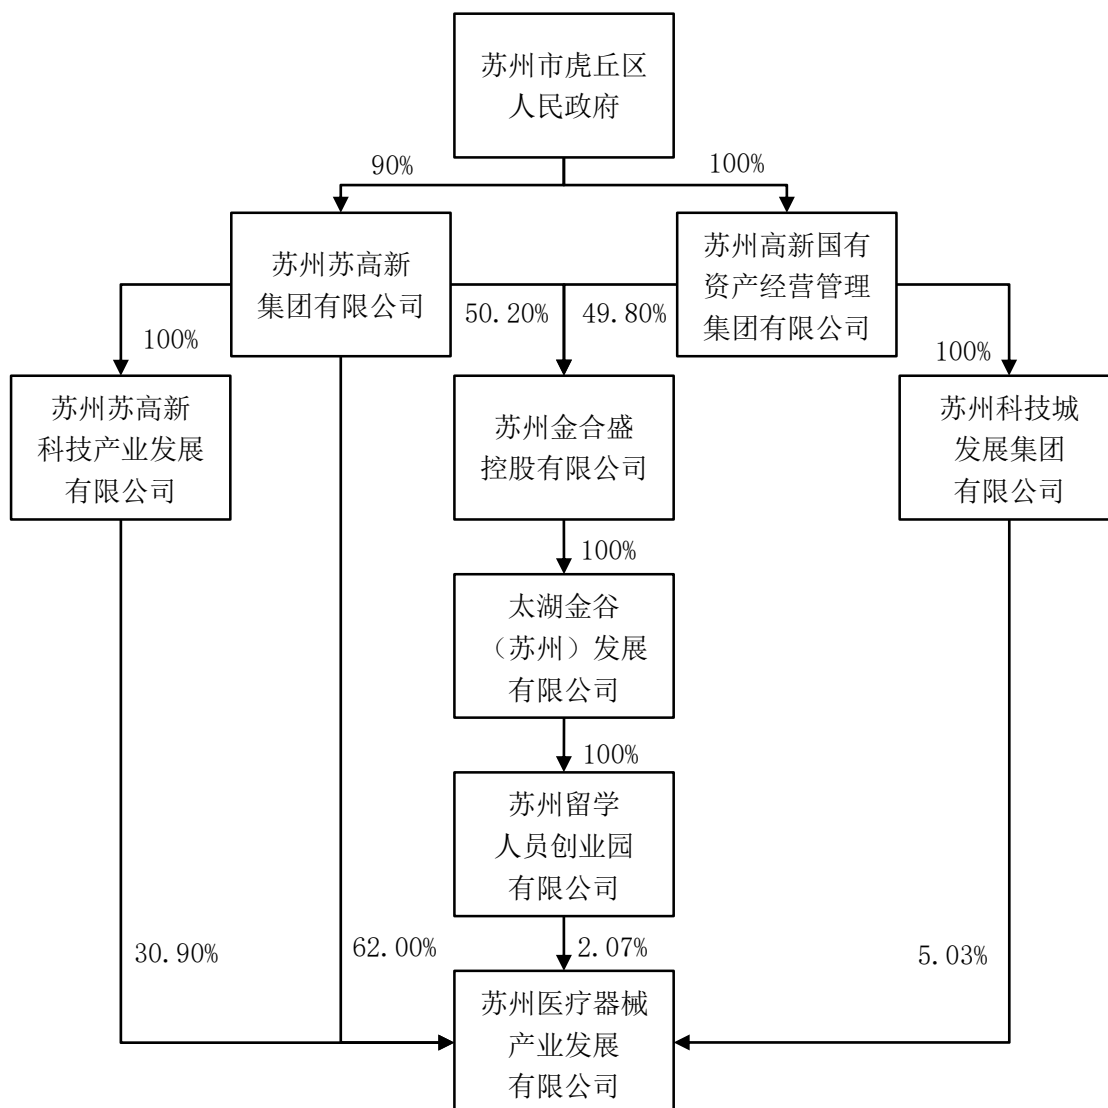 苏州市虎丘区
人民政府
90%
100%
苏州苏高新
集团有限公司
苏州高新国有
资产经营管理
集团有限公司
50.20%
49.80%
100%
100%
苏州苏高新
科技产业发展
有限公司
苏州金合盛
控股有限公司
苏州科技城
发展集团
有限公司
100%
太湖金谷
（苏州）发展
有限公司
100%
苏州留学
人员创业园
有限公司
30.90%
62.00%
2.07%
5.03%
苏州医疗器械
产业发展
有限公司